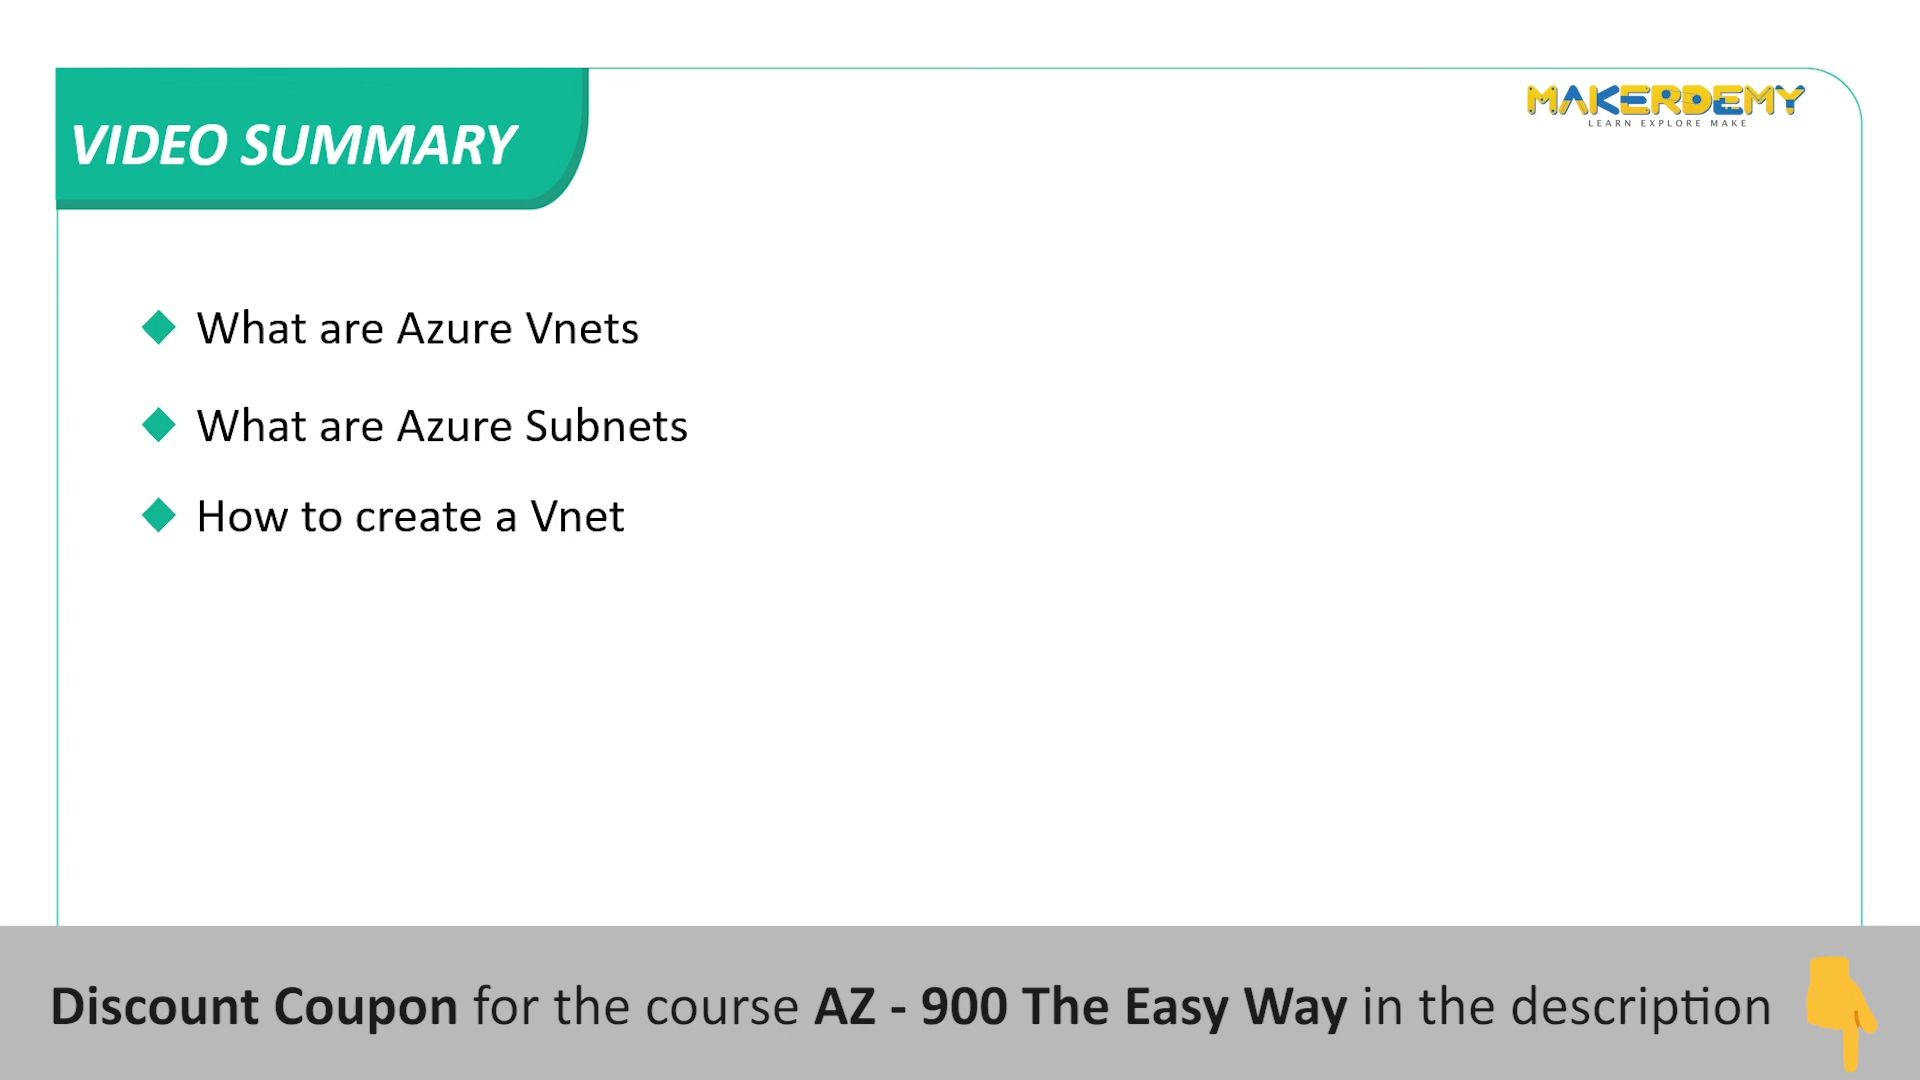 VIDEO SUMMARY
MAKERDEMY
LEARN EXPLORE MAKE
What are Azure Vnets
What are Azure Subnets
How to create a Vnet
Discount Coupon for the course AZ - 900 The Easy Way in the description